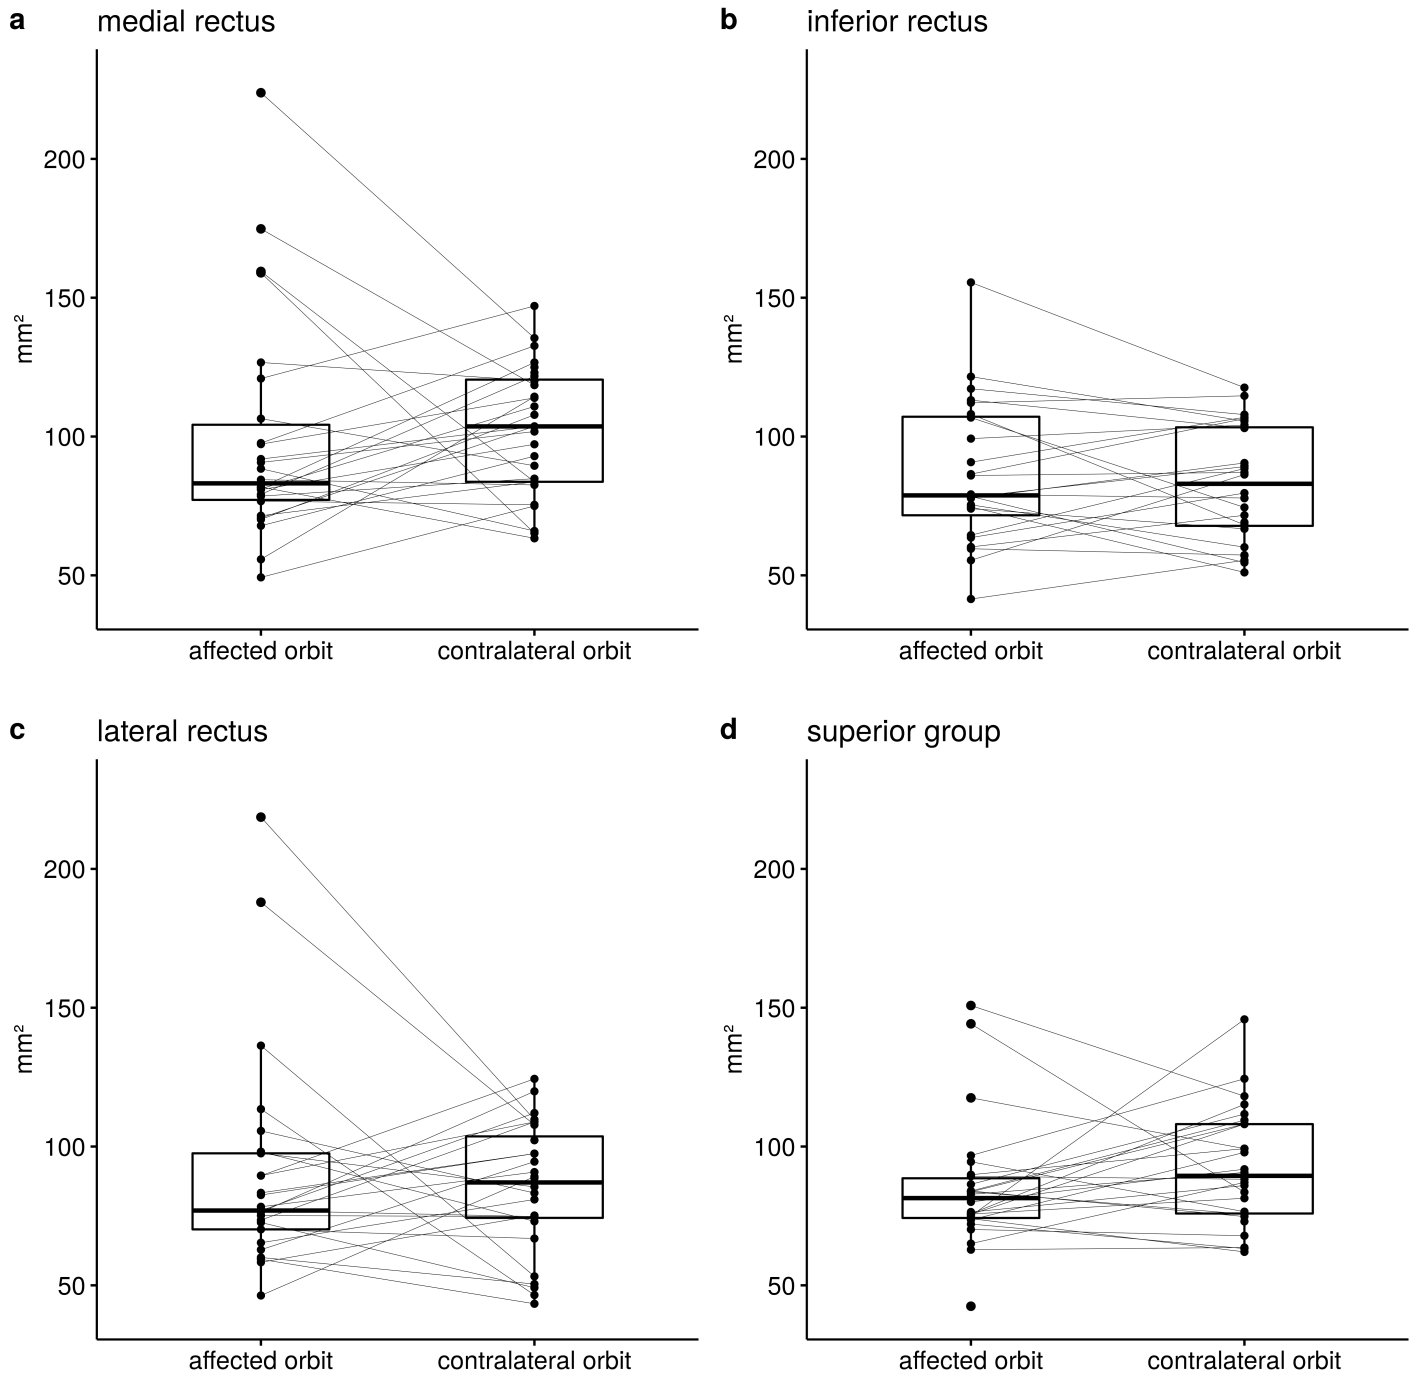 a medial rectus
200
150
100
50
mm²
affected orbit contralateral orbit
b inferior rectus
200
150
100
50
mm²
affected orbit contralateral orbit
c lateral rectus
200
150
100
50
mm²
affected orbit contralateral orbit
d superior group
200
150
100
50
mm²
affected orbit contralateral orbit